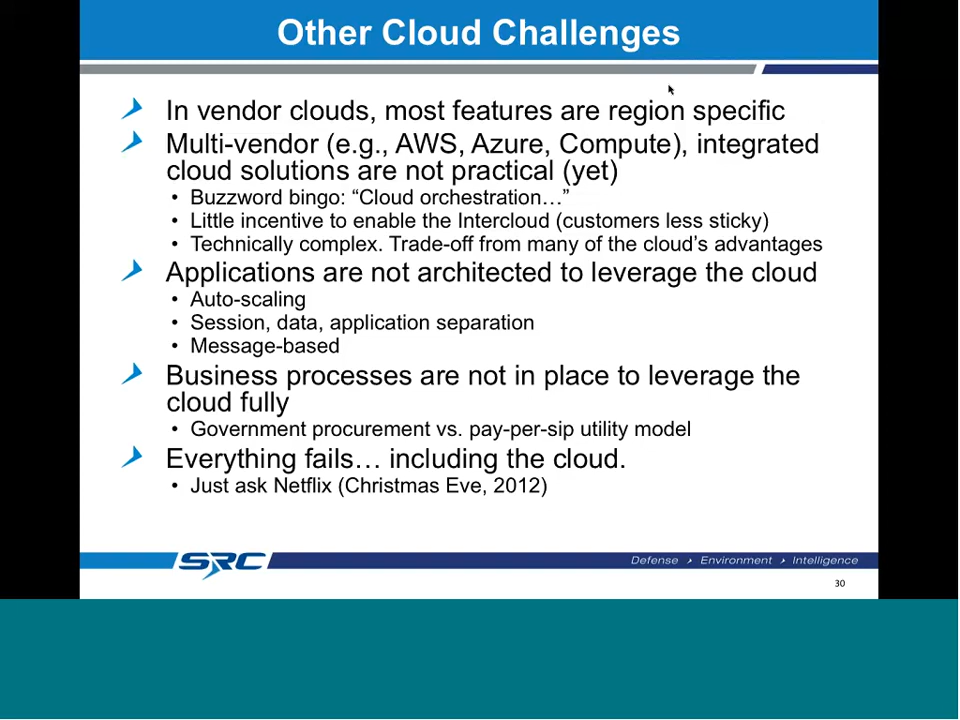 Other Cloud Challenges
In vendor clouds, most features are region specific
Multi-vendor (e.g., AWS, Azure, Compute), integrated
cloud solutions are not practical (yet)
• Buzzword bingo: “Cloud orchestration…”
• Little incentive to enable the Intercloud (customers less sticky)
• Technically complex. Trade-off from many of the cloud’s advantages
Applications are not architected to leverage the cloud
• Auto-scaling
• Session, data, application separation
• Message-based
Business processes are not in place to leverage the
cloud fully
• Government procurement vs. pay-per-sip utility model
Everything fails… including the cloud.
• Just ask Netflix (Christmas Eve, 2012)
SRC
Defense Environment Intelligence
30